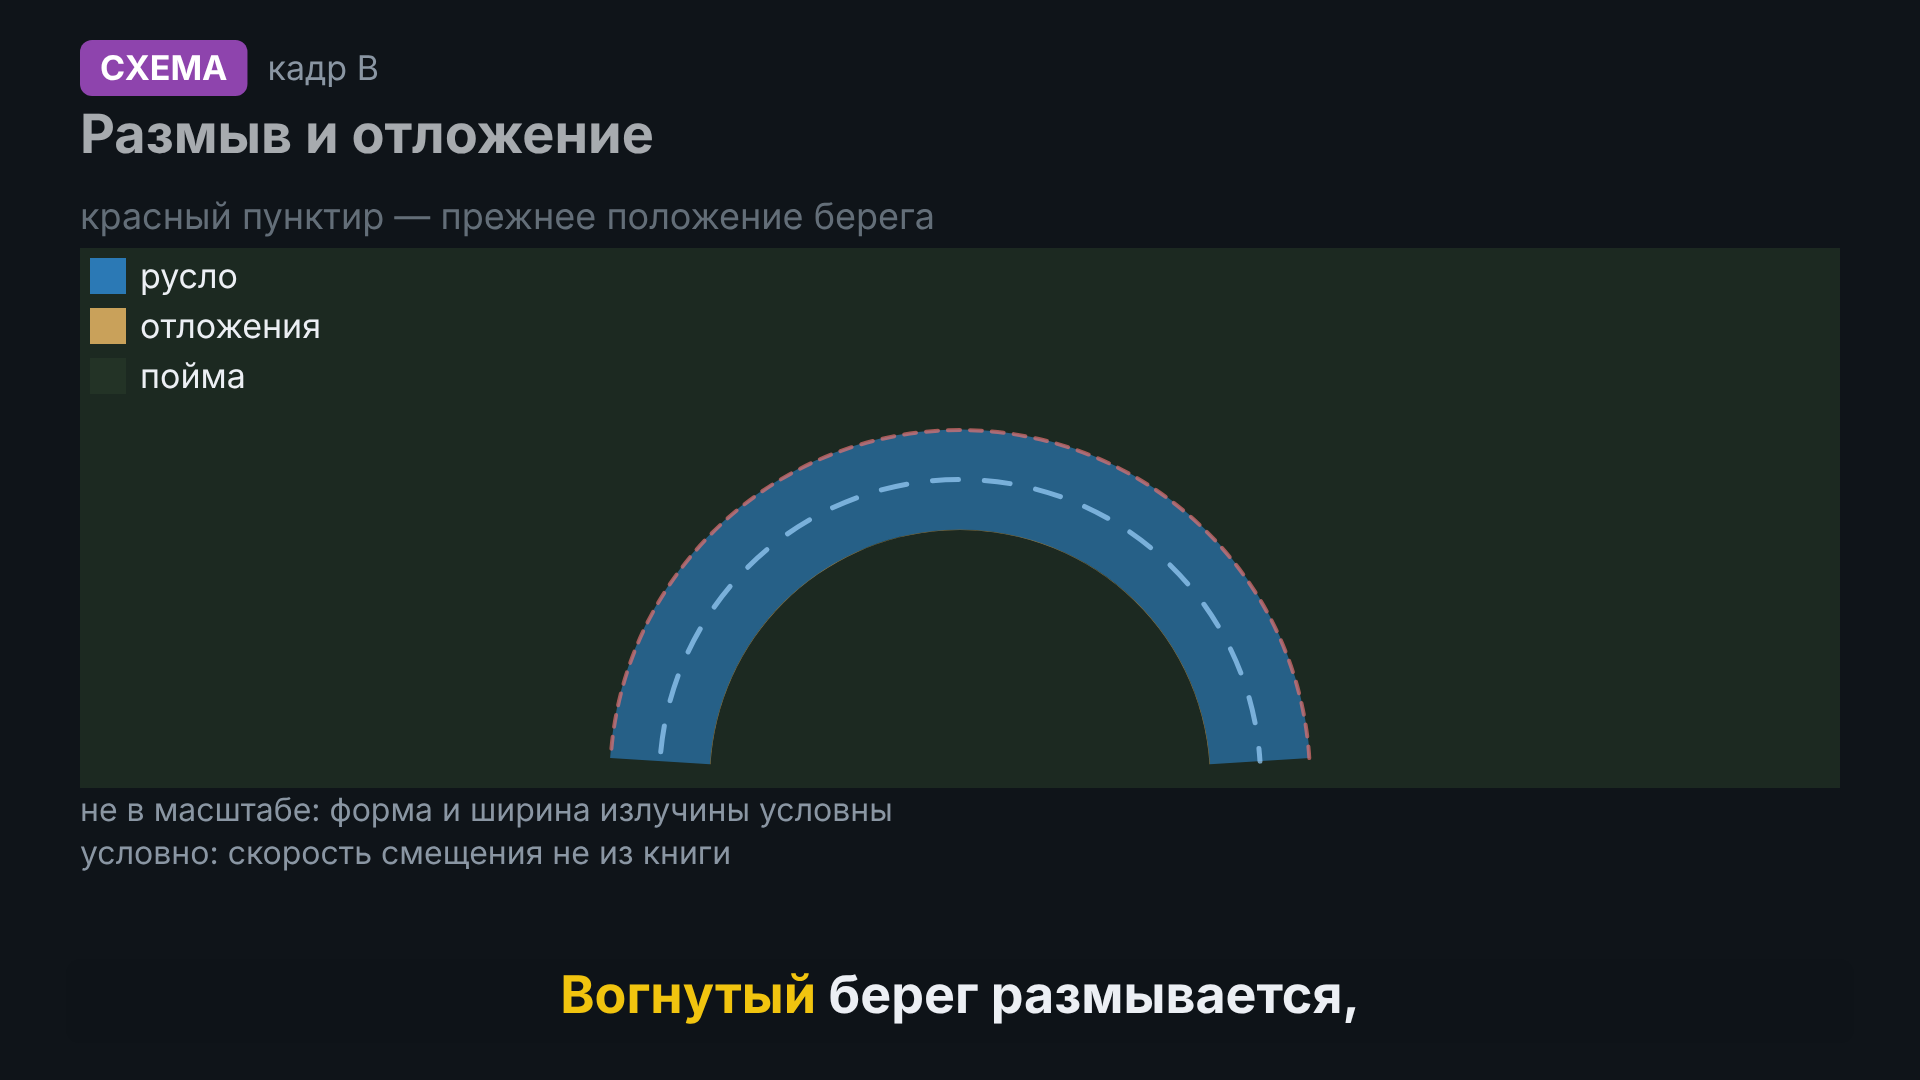 СХЕМА кадр B
Размыв и отложение
красный пунктир — прежнее положение берега
русло
отложения
пойма
не в масштабе: форма и ширина излучины условны
условно: скорость смещения не из книги
Вогнутый берег размывается,